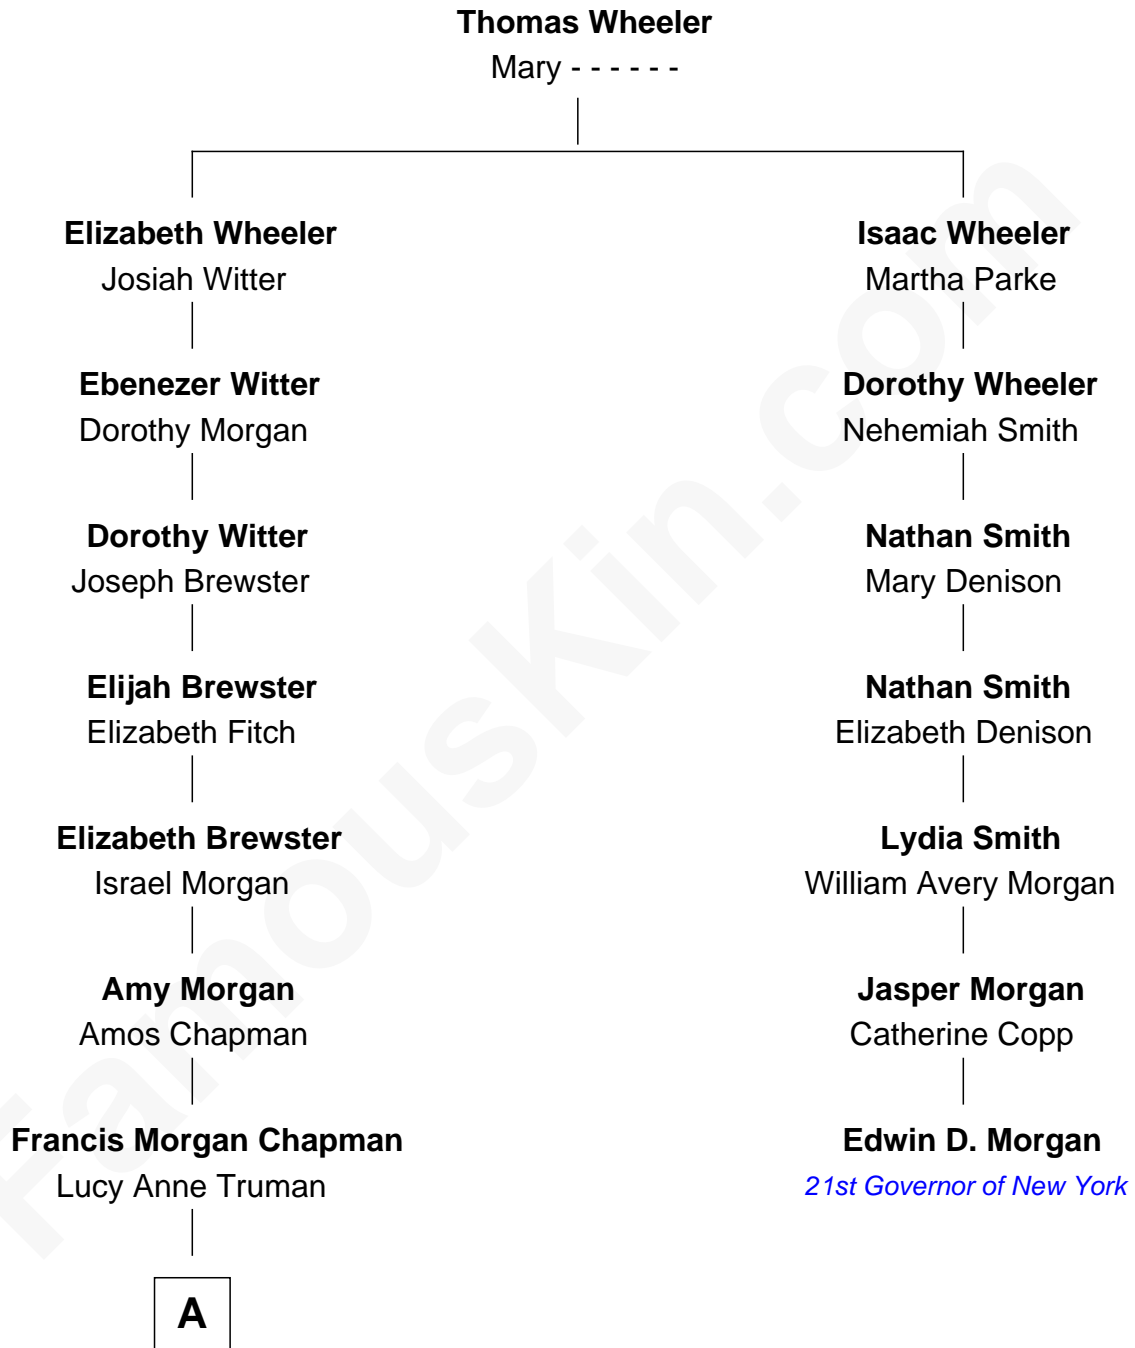 Thomas Wheeler
Mary - - - - - -
Elizabeth Wheeler
Josiah Witter
Isaac Wheeler
Martha Parke
Ebenezer Witter
Dorothy Morgan
Dorothy Wheeler
Nehemiah Smith
Dorothy Witter
Joseph Brewster
Nathan Smith
Mary Denison
Elijah Brewster
Elizabeth Fitch
Nathan Smith
Elizabeth Denison
Elizabeth Brewster
Israel Morgan
Lydia Smith
William Avery Morgan
Amy Morgan
Amos Chapman
Jasper Morgan
Catherine Copp
Francis Morgan Chapman
Lucy Anne Truman
Edwin D. Morgan
21st Governor of New York
A
FamousKin.com